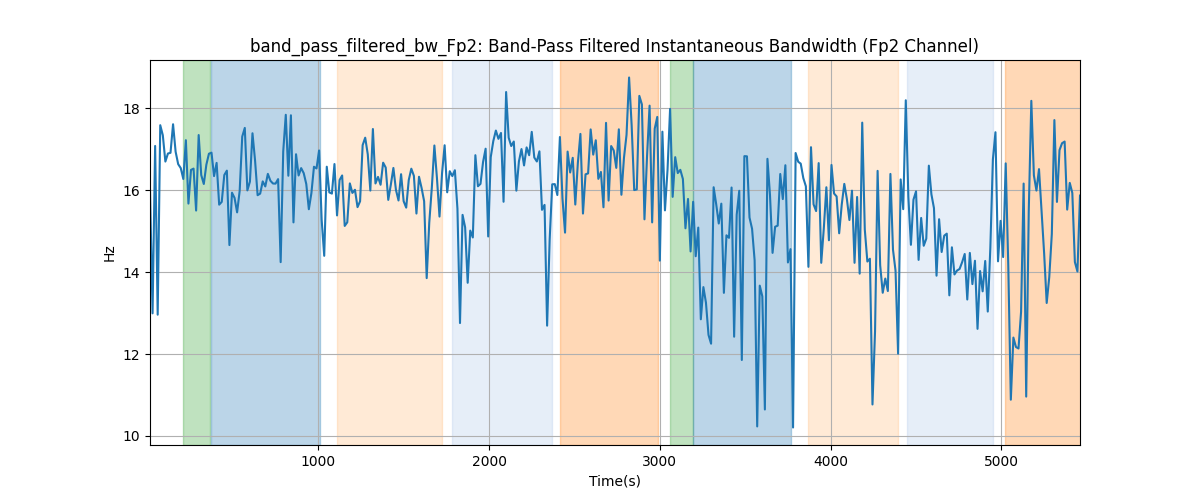 band_pass_filtered_bw_Fp2: Band-Pass Filtered Instantaneous Bandwidth (Fp2 Channel)
18
16
14
12
10
Hz
1000 2000 3000 4000 5000
Time(s)